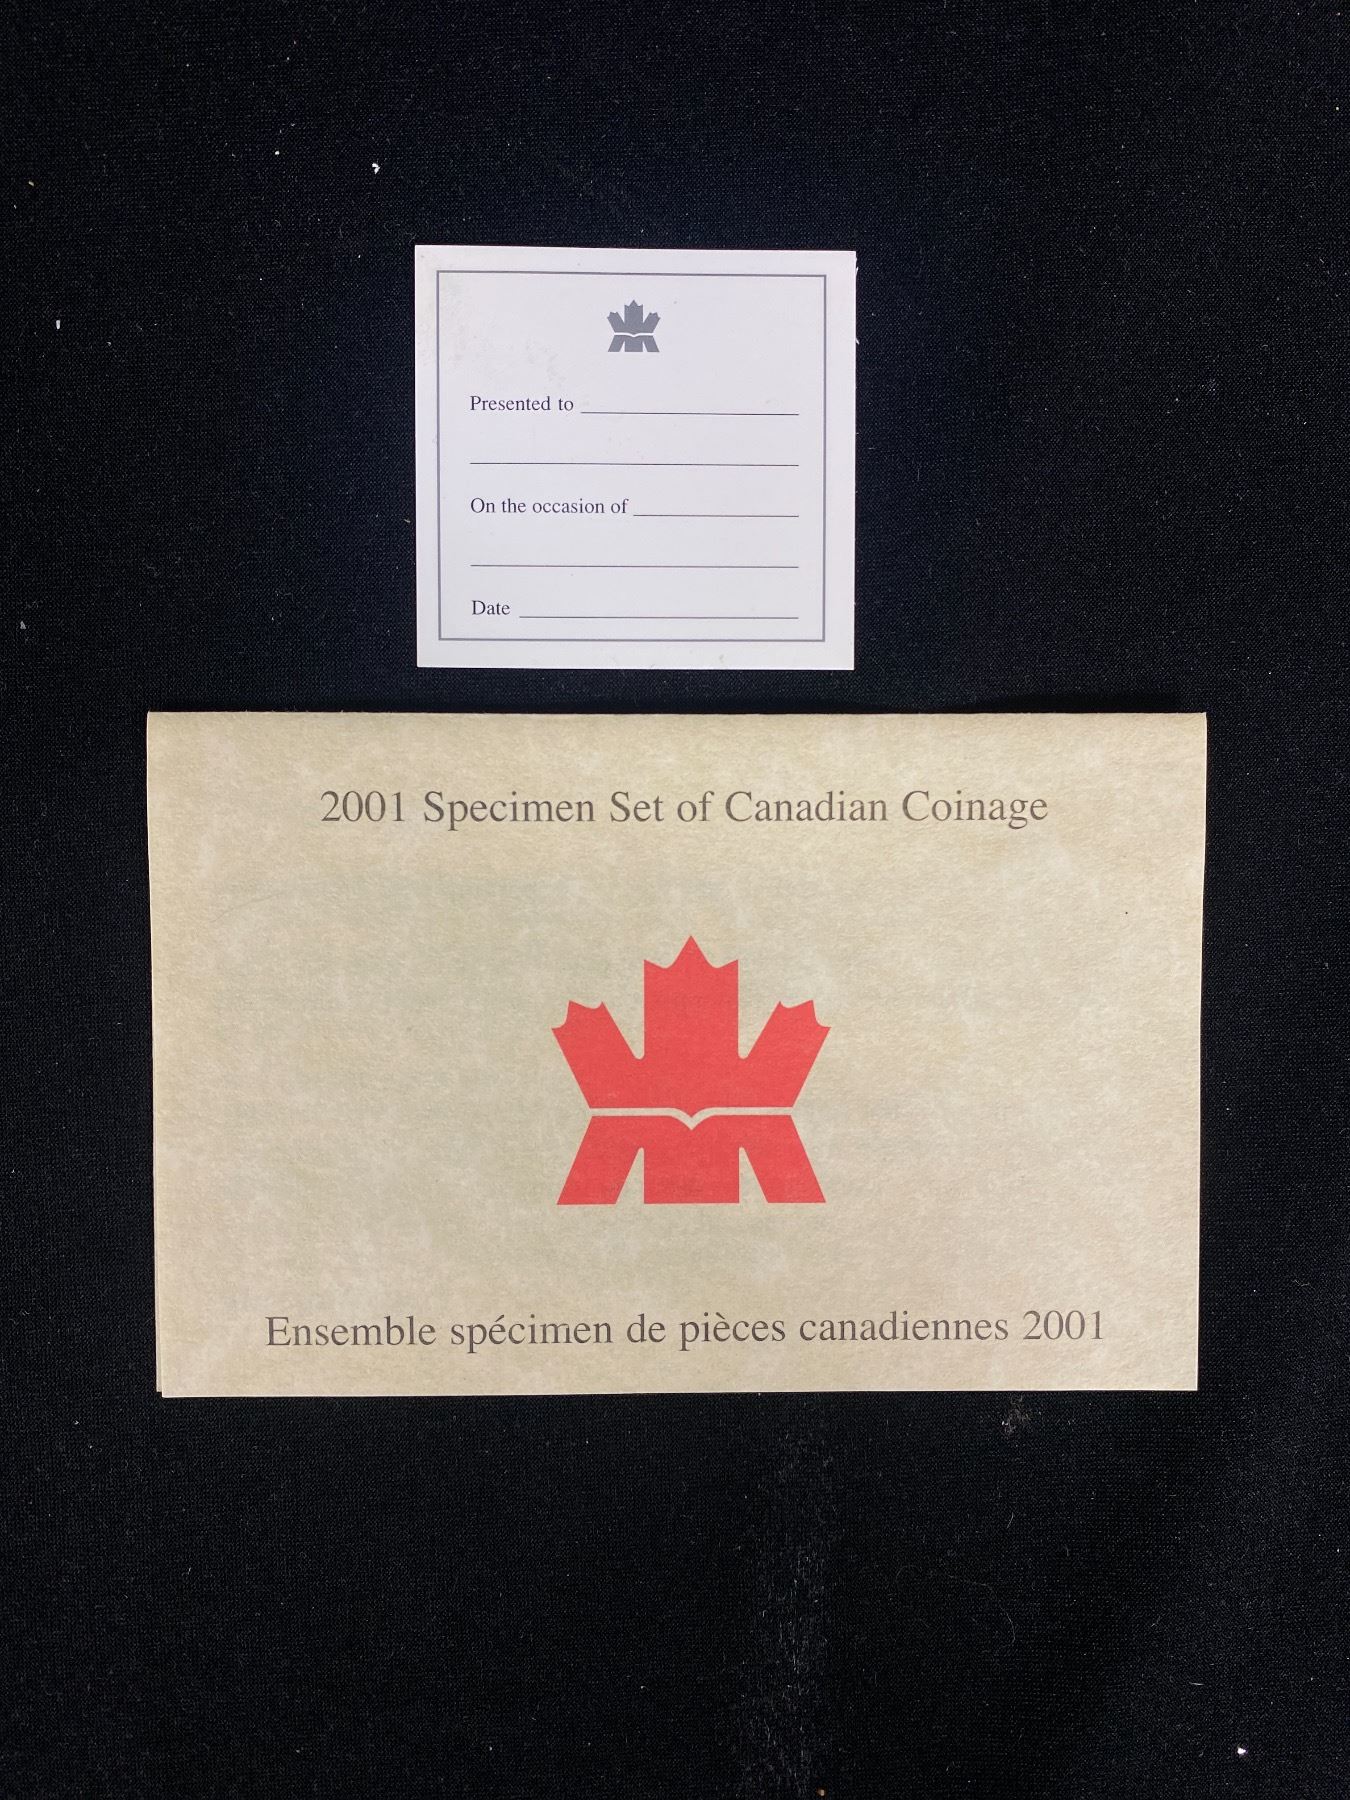 Presented to
On the occasion of
Date
2001 Specimen Set of Canadian Coinage
Ensemble spécimen de pièces canadiennes 2001